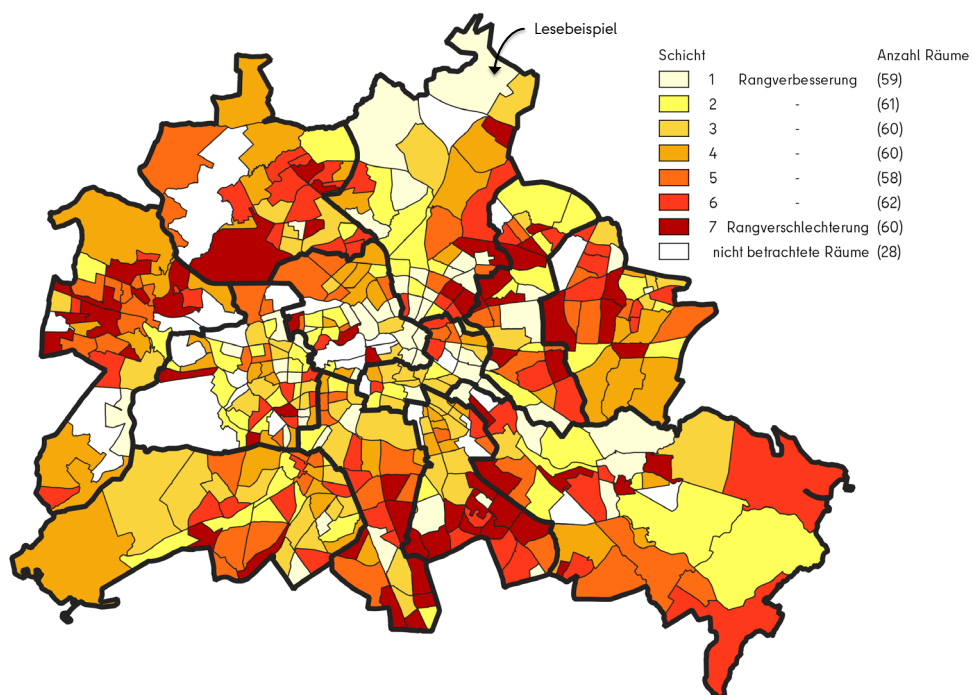 Lesebeispiel
Schicht Anzahl Räume
1 Rangverbesserung (59)
2 - (61)
3 - (60)
4 - (60)
5 - (58)
6 - (62)
7 Rangverschlechterung (60)
nicht betrachtete Räume (28)